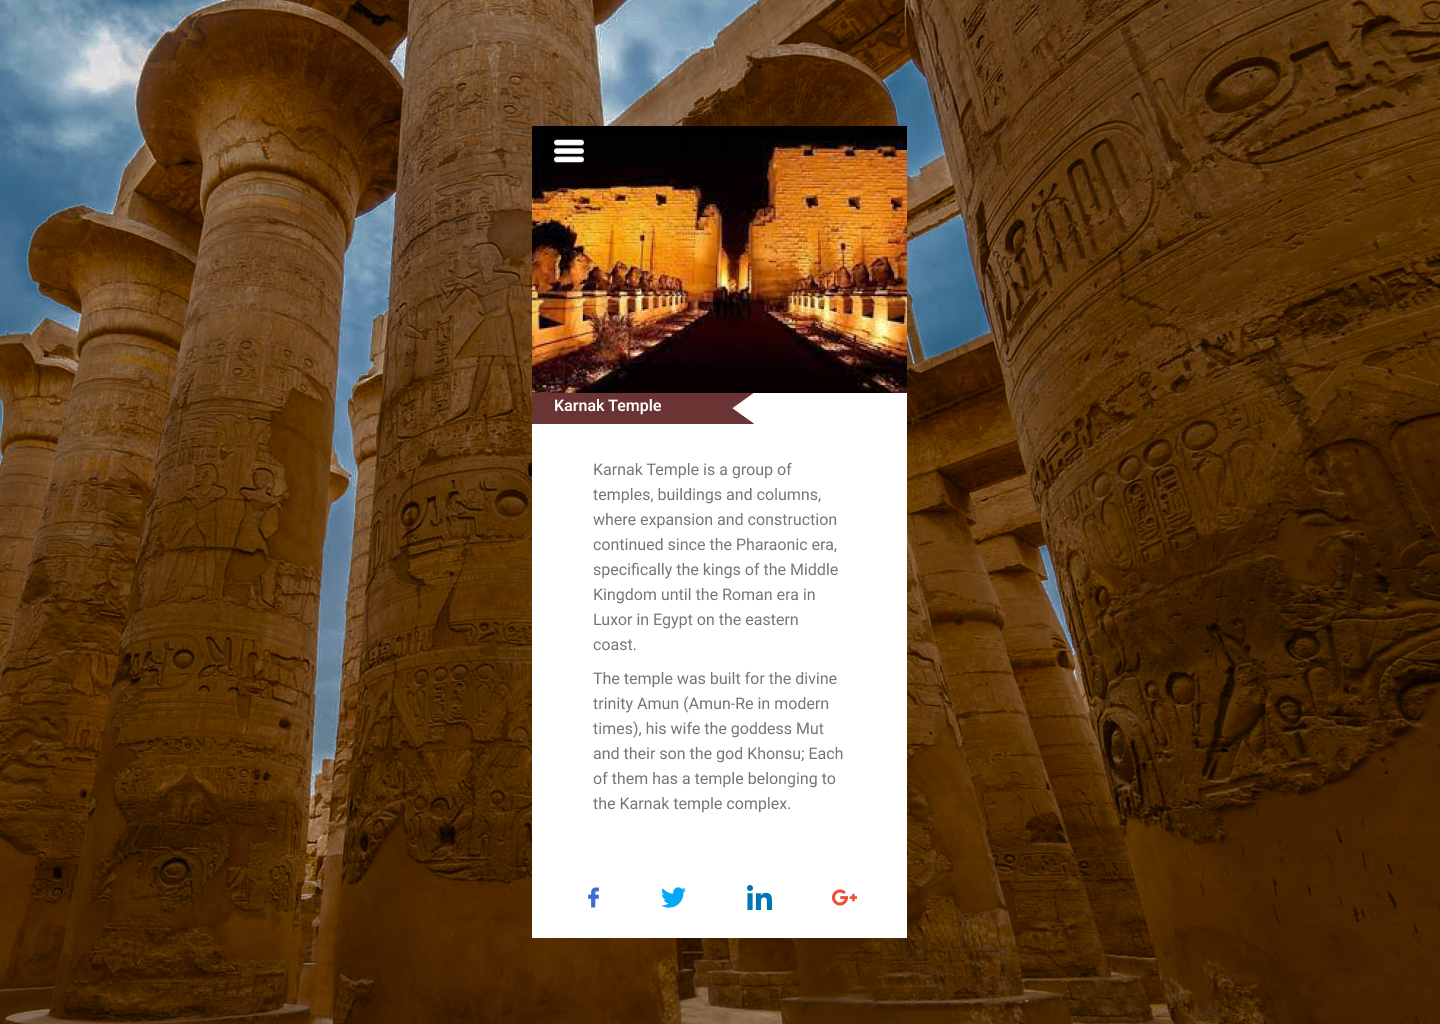 Karnak Temple
Karnak Temple is a group of
temples, buildings and columns,
where expansion and construction
continued since the Pharaonic era,
specifically the kings of the Middle
Kingdom until the Roman era in
Luxor in Egypt on the eastern
coast.
The temple was built for the divine
trinity Amun (Amun-Re in modern
times), his wife the goddess Mut
and their son the god Khonsu; Each
of them has a temple belonging to
the Karnak temple complex.